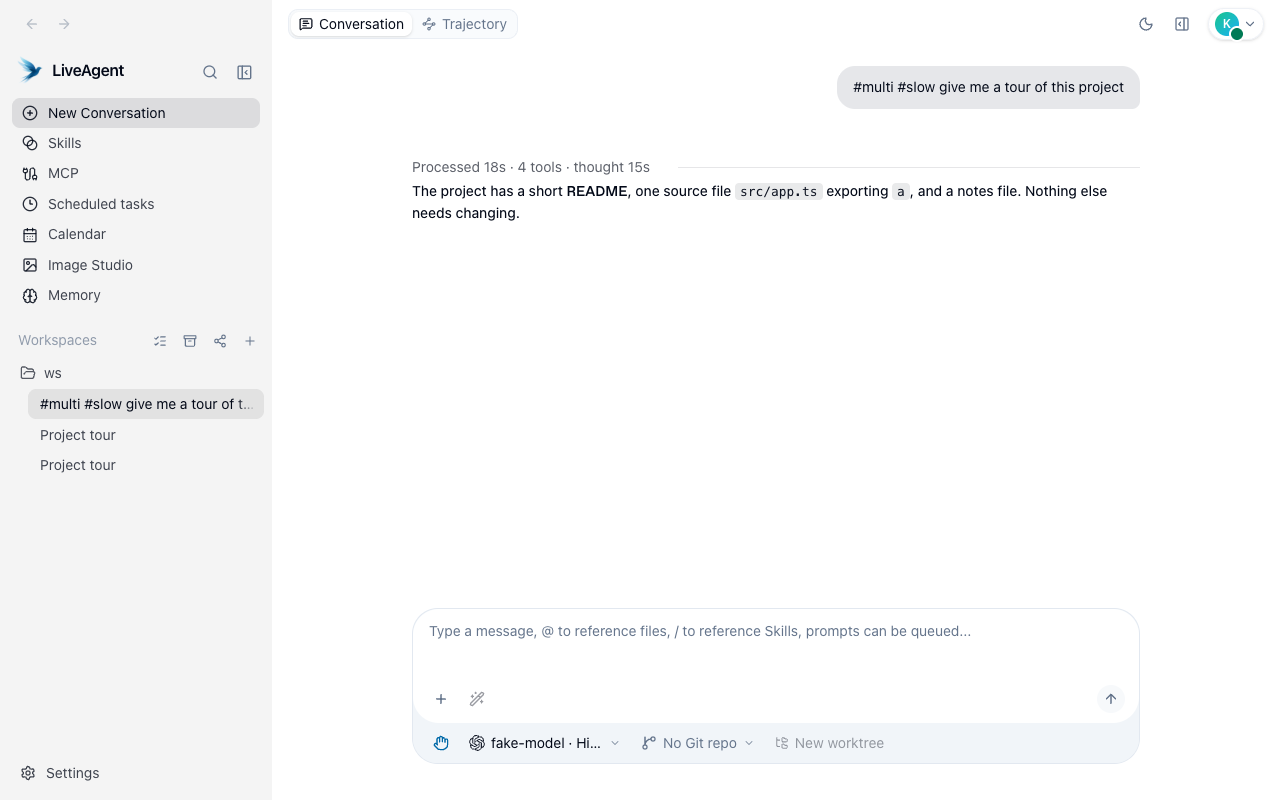 Conversation
Trajectory
K
LiveAgent
New Conversation
Skills
MCP
Scheduled tasks
Calendar
Image Studio
Memory
Workspaces
ws
#multi #slow give me a tour of t...
Project tour
Project tour
Settings
#multi #slow give me a tour of this project
Processed 18s · 4 tools · thought 15s
The project has a short README, one source file src/app.ts exporting a, and a notes file. Nothing else
needs changing.
Type a message, @ to reference files, / to reference Skills, prompts can be queued...
fake-model · Hi...
No Git repo
New worktree